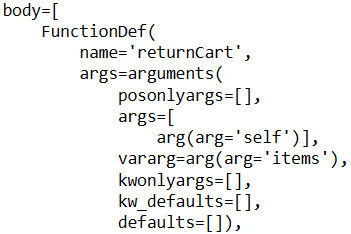 body=[
    FunctionDef(
        name='returnCart',
        args=arguments(
            posonlyargs=[],
            args=[
                arg(arg='self')],
            vararg=arg(arg='items'),
            kwonlyargs=[],
            kw_defaults=[],
            defaults=[]),